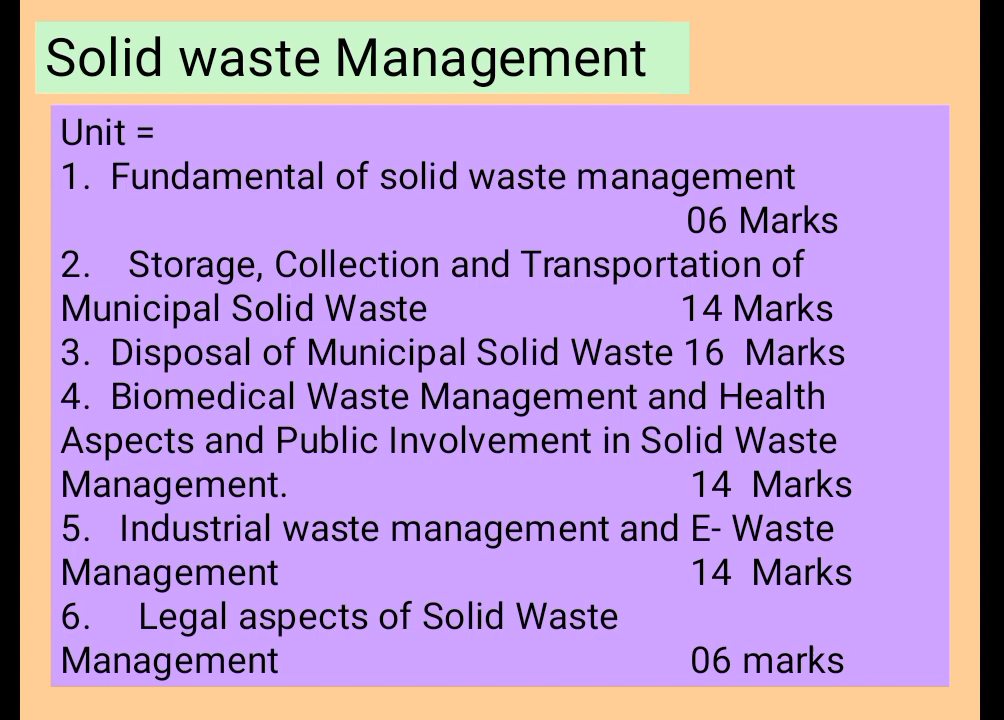 Solid waste Management
Unit =
1. Fundamental of solid waste management
06 Marks
2. Storage, Collection and Transportation of
Municipal Solid Waste 14 Marks
3. Disposal of Municipal Solid Waste 16 Marks
4. Biomedical Waste Management and Health
Aspects and Public Involvement in Solid Waste
Management. 14 Marks
5. Industrial waste management and E- Waste
Management 14 Marks
6. Legal aspects of Solid Waste
Management 06 marks